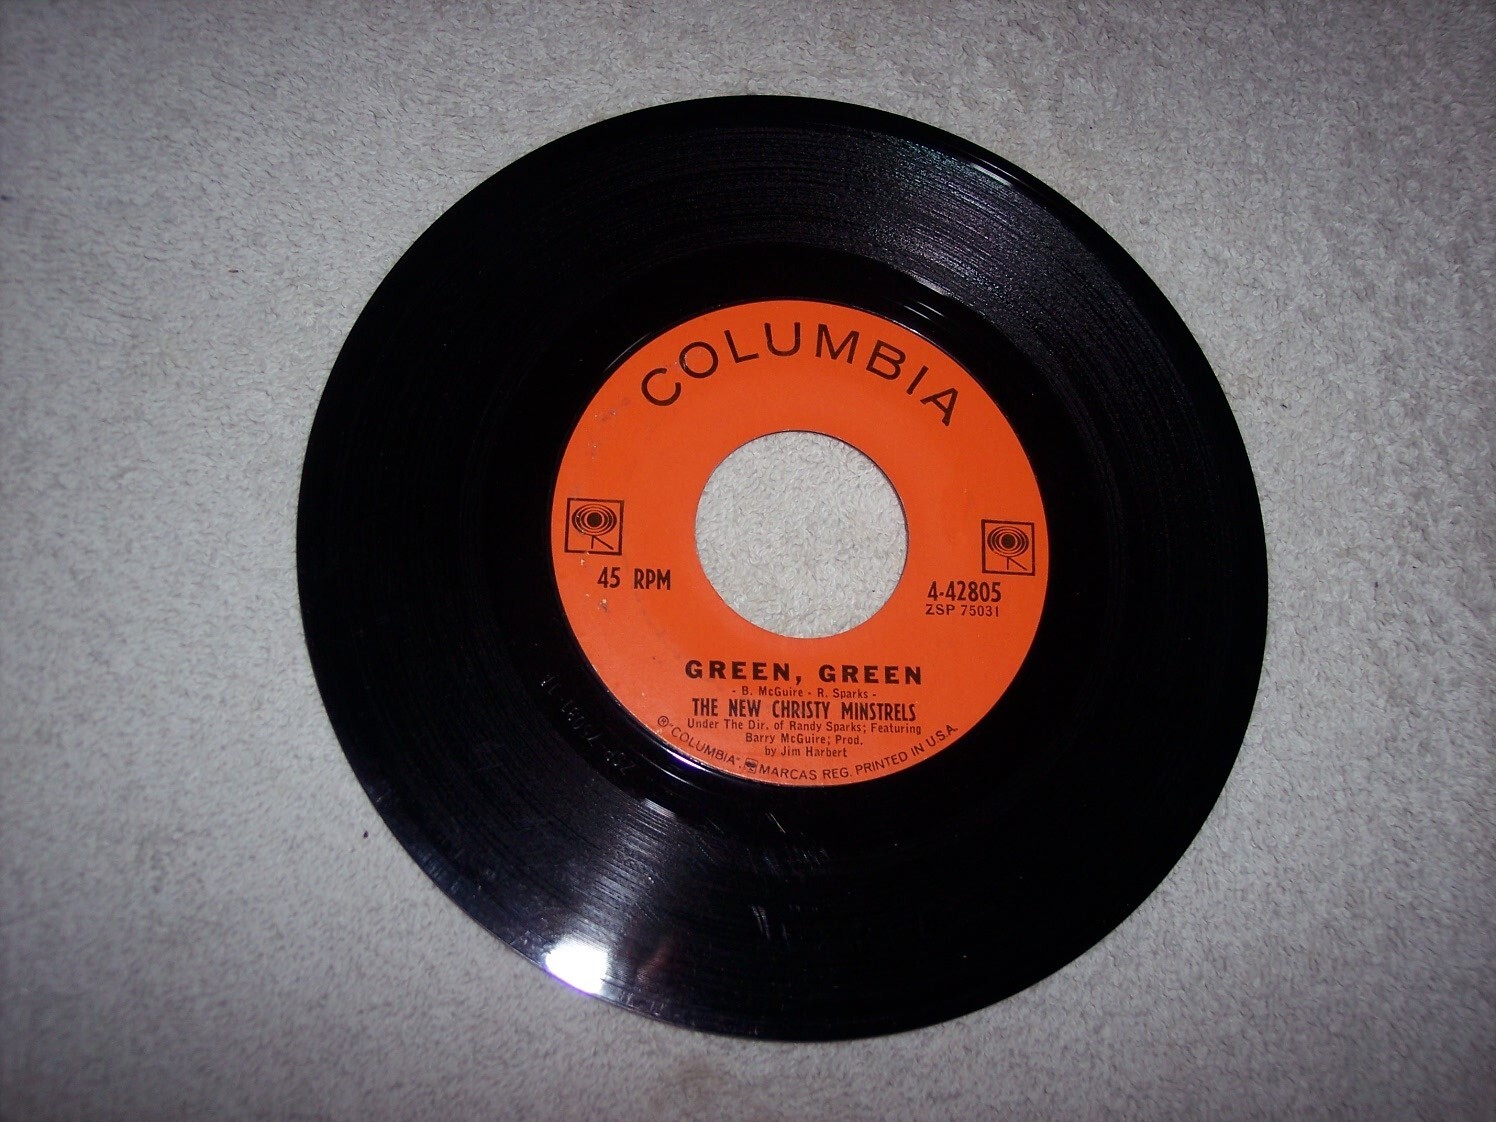 COLUMBIA
45 RPM
4-42805
ZSP 75031
GREEN, GREEN
- B. McGuire - R. Sparks -
THE NEW CHRISTY MINSTRELS
Under The Dir. of Randy Sparks; Featuring
Barry McGuire; Prod.
by Jim Harbert
® "COLUMBIA", MARCAS REG. PRINTED IN U.S.A.